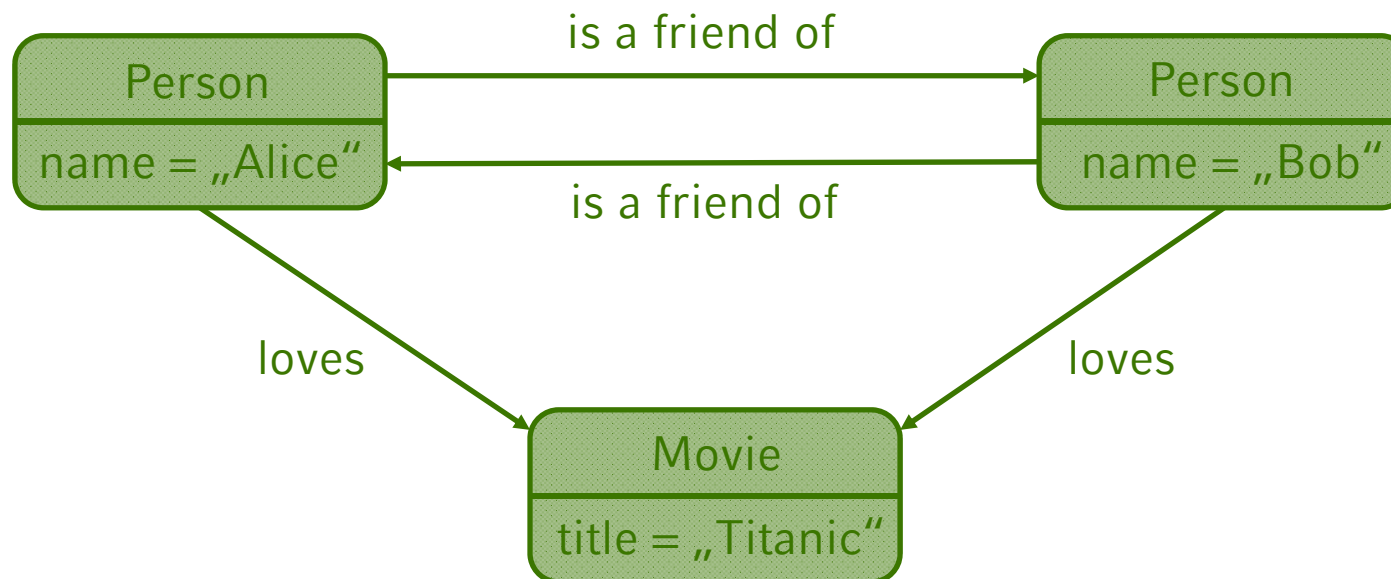 is a friend of
Person
Person
name = „Alice“
name = „Bob“
is a friend of
loves
loves
Movie
title = „Titanic“